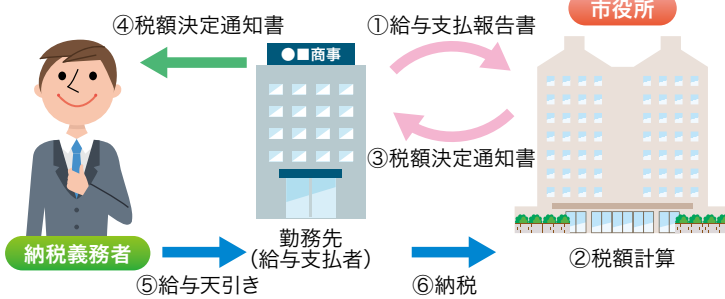 市役所
④税額決定通知書
①給与支払報告書
●■商事
③税額決定通知書
納税義務者
勤務先
（給与支払者）
②税額計算
⑤給与天引き
⑥納税